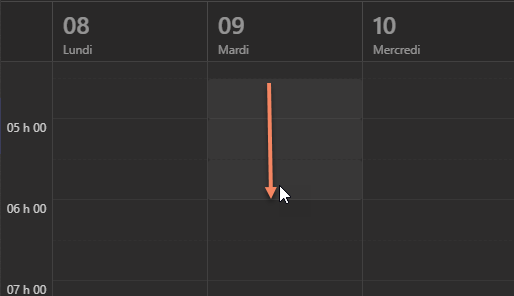 08
Lundi
09
Mardi
10
Mercredi
05 h 00
06 h 00
07 h 00